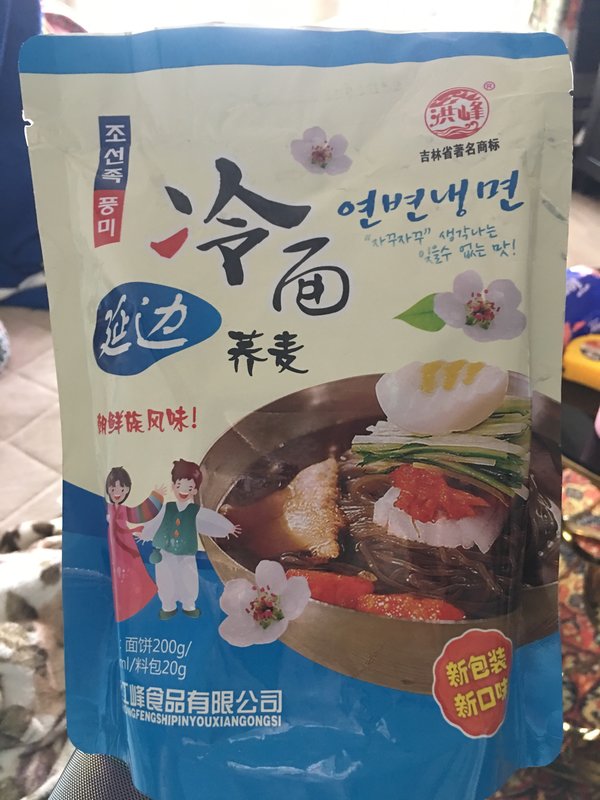 洪峰®
吉林省著名商标
조선족 풍미
冷面
연변냉면
"자꾸자꾸" 생각나는
잊을수 없는 맛!
延边
荞麦
朝鲜族风味!
面饼200g/
ml/料包20g
峰食品有限公司
NGFENGSHIPINYOUXIANGONGSI
新包装
新口味